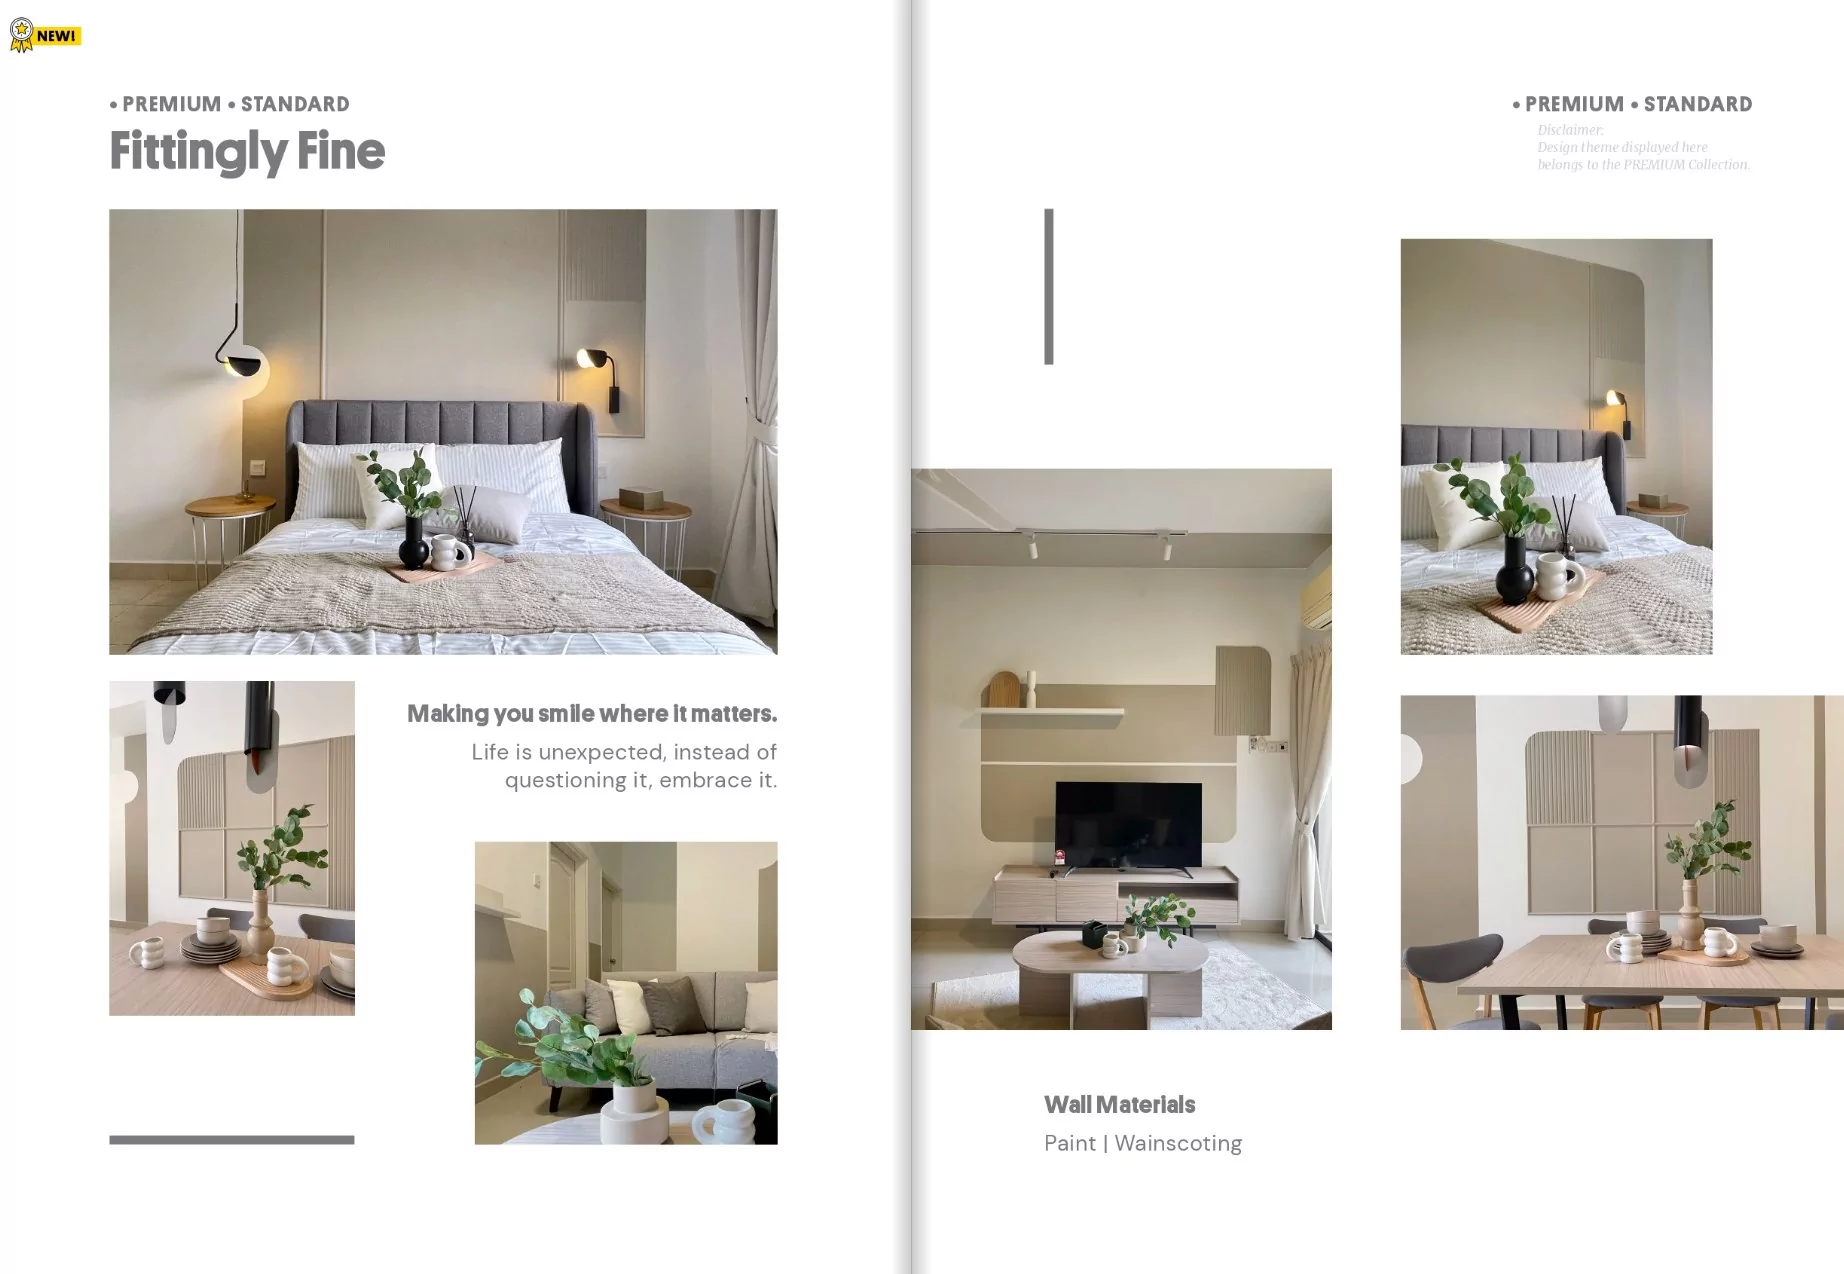 NEW!
• PREMIUM • STANDARD
Fittingly Fine
Making you smile where it matters.
Life is unexpected, instead of
questioning it, embrace it.
• PREMIUM • STANDARD
Disclaimer:
Design theme displayed here
belongs to the PREMIUM Collection.
Wall Materials
Paint | Wainscoting